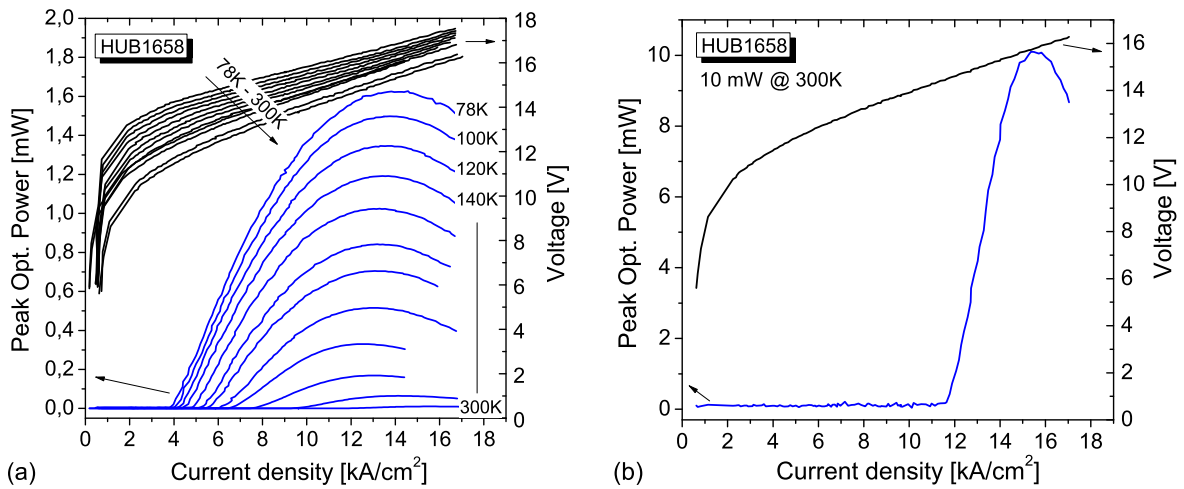 HUB1658
78K - 300K
78K
100K
120K
140K
300K
2,0
1,8
1,6
1,4
1,2
1,0
0,8
0,6
0,4
0,2
0,0
Peak Opt. Power [mW]
18
16
14
12
10
8
6
4
2
0
Voltage [V]
0 2 4 6 8 10 12 14 16 18
Current density [kA/cm²]
(a)
HUB1658
10 mW @ 300K
10
8
6
4
2
0
Peak Opt. Power [mW]
16
14
12
10
8
6
4
2
0
Voltage [V]
0 2 4 6 8 10 12 14 16 18
Current density [kA/cm²]
(b)